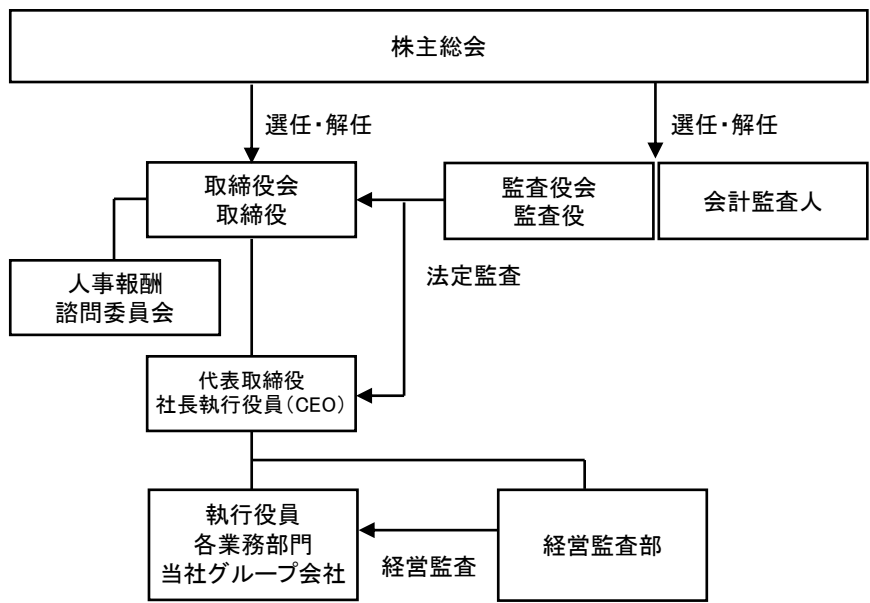 株主総会
選任・解任
選任・解任
取締役会
取締役
監査役会
監査役
会計監査人
人事報酬
諮問委員会
法定監査
代表取締役
社長執行役員(CEO)
執行役員
各業務部門
当社グループ会社
経営監査
経営監査部